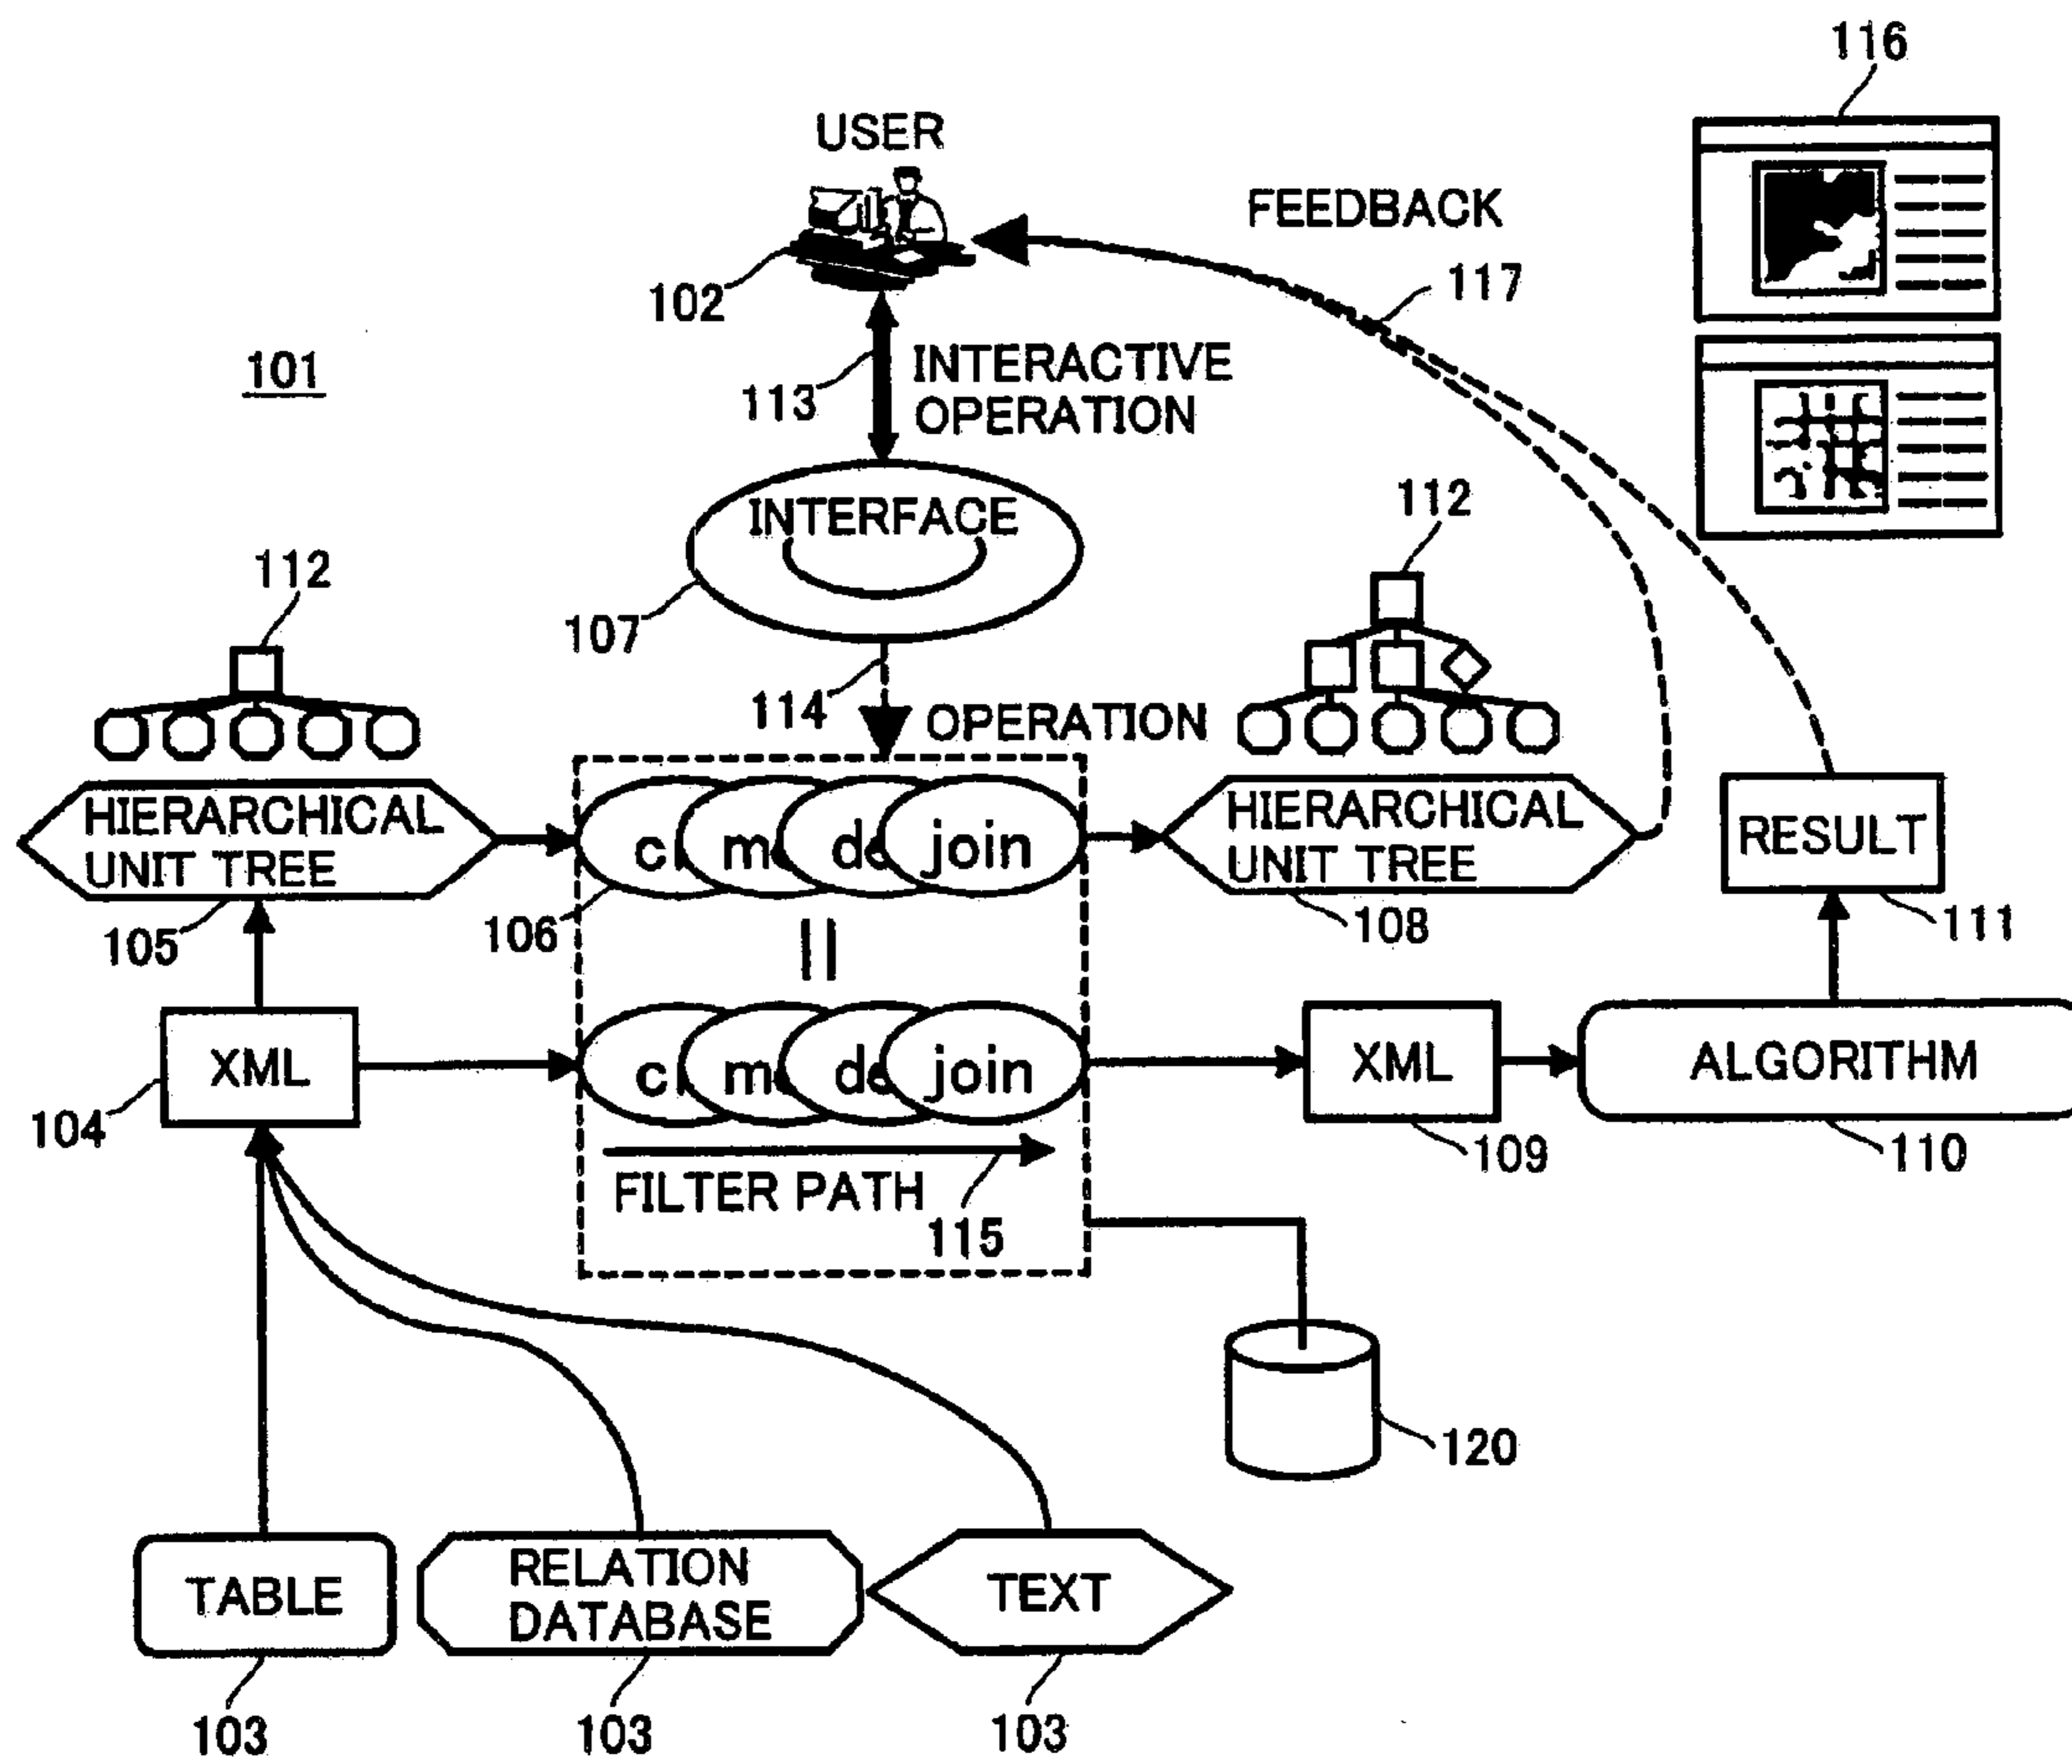 116
USER
FEEDBACK
102
117
101
113
INTERACTIVE
OPERATION
INTERFACE
112
112
107
114
OPERATION
HIERARCHICAL
UNIT TREE
join
HIERARCHICAL
UNIT TREE
RESULT
105
106
108
111
XML
join
XML
ALGORITHM
104
109
110
FILTER PATH
115
120
TABLE
RELATION
DATABASE
TEXT
103
103
103